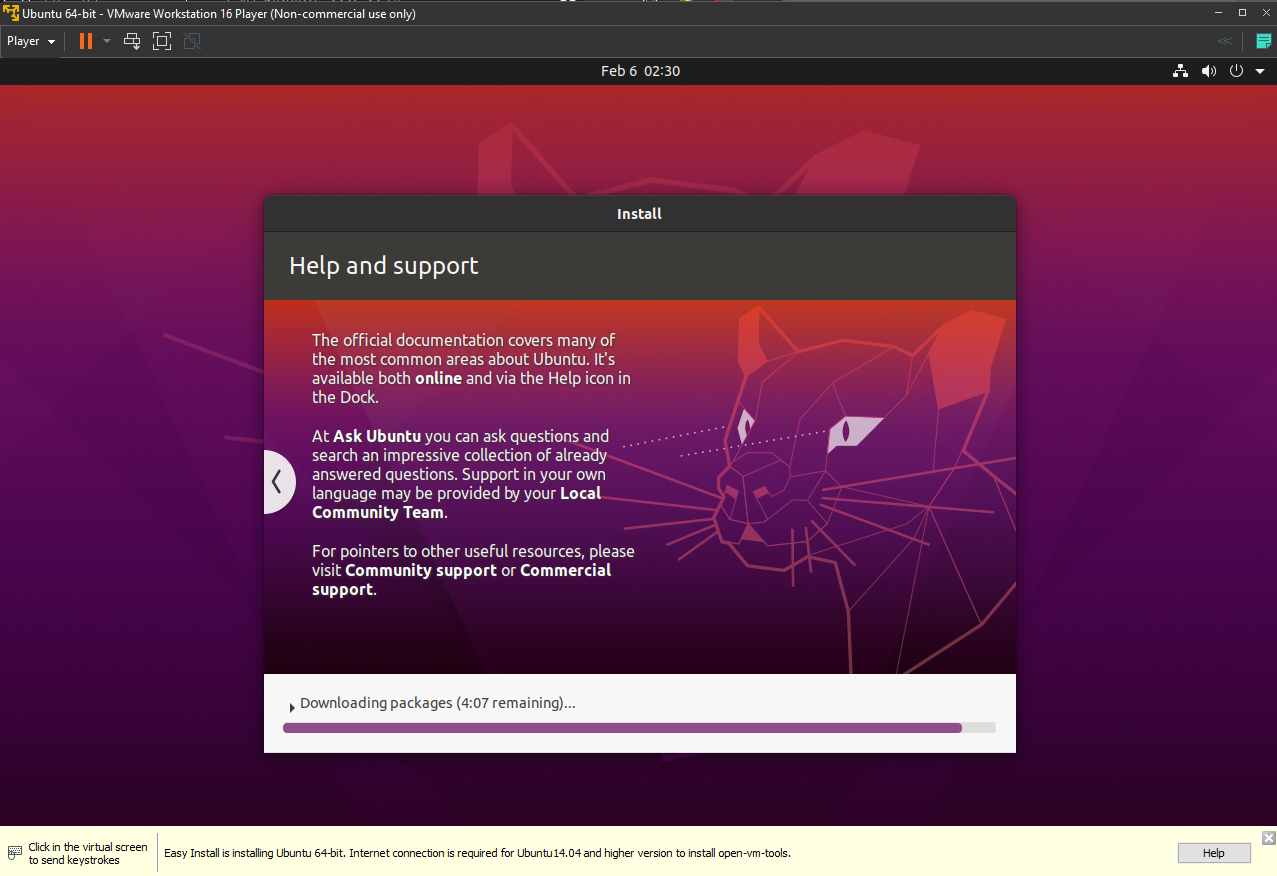 Ubuntu 64-bit - VMware Workstation 16 Player (Non-commercial use only)
Player
Feb 6 02:30
Install
Help and support
The official documentation covers many of
the most common areas about Ubuntu. It's
available both online and via the Help icon in
the Dock.
At Ask Ubuntu you can ask questions and
search an impressive collection of already
answered questions. Support in your own
language may be provided by your Local
Community Team.
For pointers to other useful resources, please
visit Community support or Commercial
support.
Downloading packages (4:07 remaining)...
Click in the virtual screen
to send keystrokes
Easy Install is installing Ubuntu 64-bit. Internet connection is required for Ubuntu14.04 and higher version to install open-vm-tools.
Help